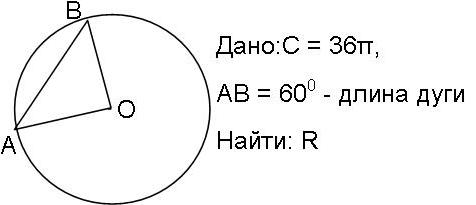 B
O
A
Дано:C = 36π,
AB = 60⁰ - длина дуги
Найти: R